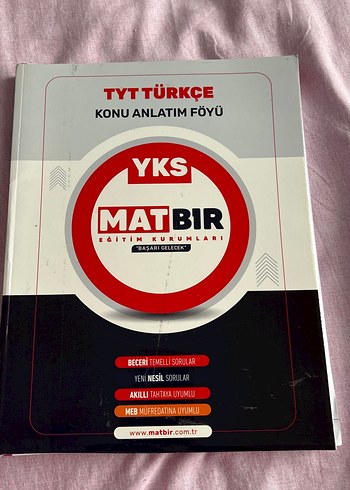 TYT TÜRKÇE
KONU ANLATIM FÖYÜ
YKS
MATBİR
EĞİTİM KURUMLARI
"BAŞARI GELECEK"
BECERİ TEMELLİ SORULAR
YENİ NESİL SORULAR
AKILLI TAHTAYA UYUMLU
MEB MÜFREDATINA UYUMLU
www.matbir.com.tr